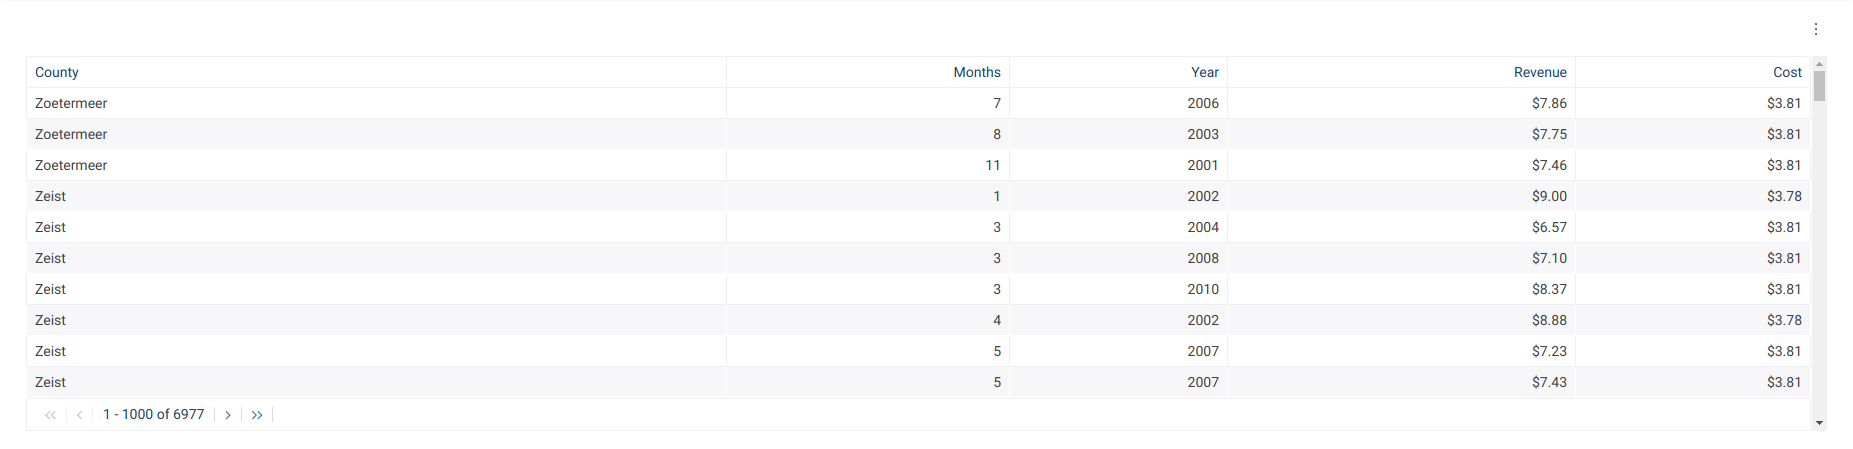 County Months Year Revenue Cost
Zoetermeer 7 2006 $7.86 $3.81
Zoetermeer 8 2003 $7.75 $3.81
Zoetermeer 11 2001 $7.46 $3.81
Zeist 1 2002 $9.00 $3.78
Zeist 3 2004 $6.57 $3.81
Zeist 3 2008 $7.10 $3.81
Zeist 3 2010 $8.37 $3.81
Zeist 4 2002 $8.88 $3.78
Zeist 5 2007 $7.23 $3.81
Zeist 5 2007 $7.43 $3.81
1 - 1000 of 6977